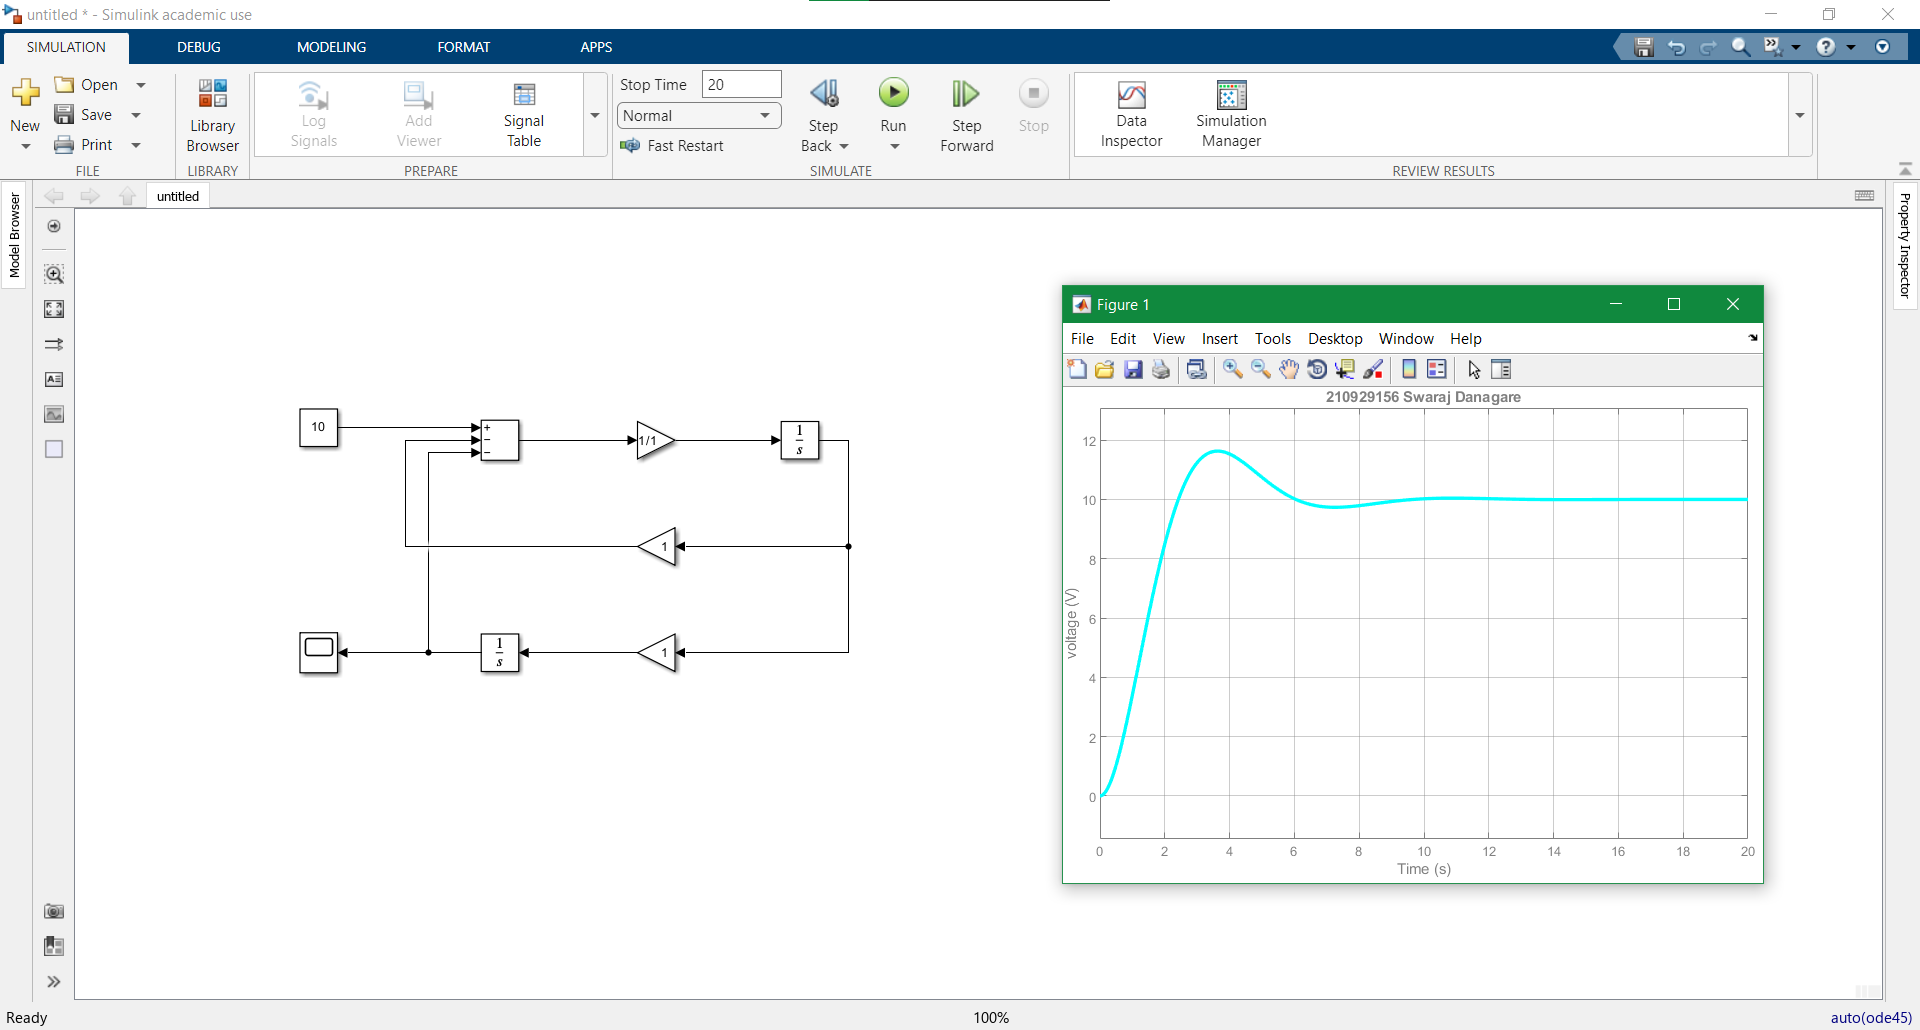 untitled * - Simulink academic use
SIMULATION DEBUG MODELING FORMAT APPS
New
Open
Save
Print
FILE
Library
Browser
LIBRARY
Log
Signals
Add
Viewer
Signal
Table
PREPARE
Stop Time 20
Normal
Fast Restart
Step
Back
Run
Step
Forward
Stop
SIMULATE
Data
Inspector
Simulation
Manager
REVIEW RESULTS
Model Browser
untitled
Property Inspector
10
+
−
−
1/1
1
s
1
1
s
1
Figure 1
File Edit View Insert Tools Desktop Window Help
210929156 Swaraj Danagare
12
10
8
6
4
2
0
voltage (V)
0 2 4 6 8 10 12 14 16 18 20
Time (s)
Ready 100% auto(ode45)